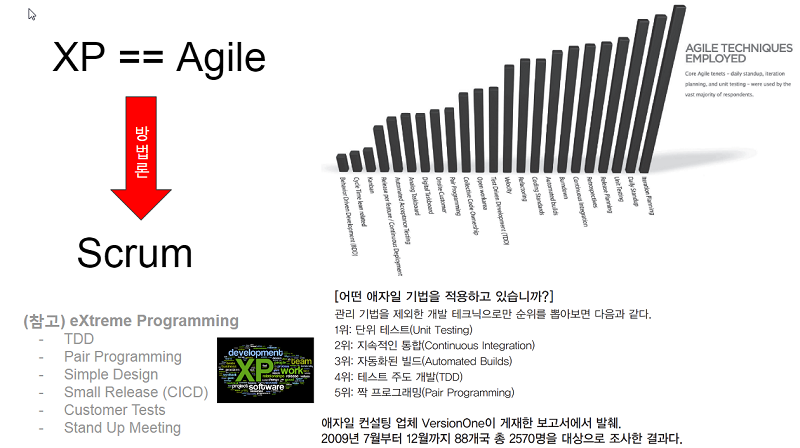 XP == Agile
방법론
Scrum
(참고) eXtreme Programming
- TDD
- Pair Programming
- Simple Design
- Small Release (CICD)
- Customer Tests
- Stand Up Meeting
development
XP
team
work
project
software
AGILE TECHNIQUES
EMPLOYED
Core Agile tenets – daily standup, iteration
planning, and unit testing – were used by the
vast majority of respondents.
Behavior Driven Development (BDD)
Kanban
Release per feature / Continuous Deployment
Automated Acceptance Testing
Analog Taskboard
Digital Taskboard
Onsite Customer
Pair Programming
Collective Code Ownership
Open workarea
Test Driven Development (TDD)
Velocity
Refactoring
Coding Standards
Automated builds
Burndown
Continuous Integration
Retrospectives
Release Planning
Unit Testing
Daily Standup
Iteration Planning
[어떤 애자일 기법을 적용하고 있습니까?]
관리 기법을 제외한 개발 테크닉으로만 순위를 뽑아보면 다음과 같다.
1위: 단위 테스트(Unit Testing)
2위: 지속적인 통합(Continuous Integration)
3위: 자동화된 빌드(Automated Builds)
4위: 테스트 주도 개발(TDD)
5위: 짝 프로그래밍(Pair Programming)
애자일 컨설팅 업체 VersionOne이 게재한 보고서에서 발췌.
2009년 7월부터 12월까지 88개국 총 2570명을 대상으로 조사한 결과다.